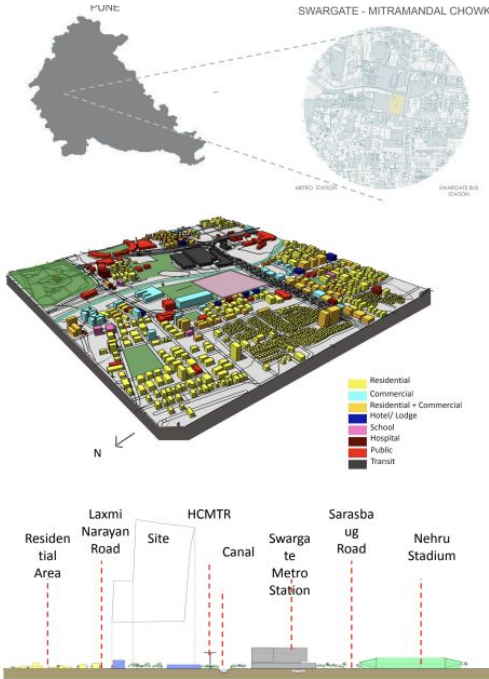 PUNE
SWARGATE - MITRAMANDAL CHOWK
METRO STATION
SWARGATE BUS
STATION
Residential
Commercial
Residential + Commercial
Hotel/ Lodge
School
Hospital
Public
Transit
N
Residen
tial
Area
Laxmi
Narayan
Road
Site
HCMTR
Canal
Swarga
te
Metro
Station
Sarasba
ug
Road
Nehru
Stadium